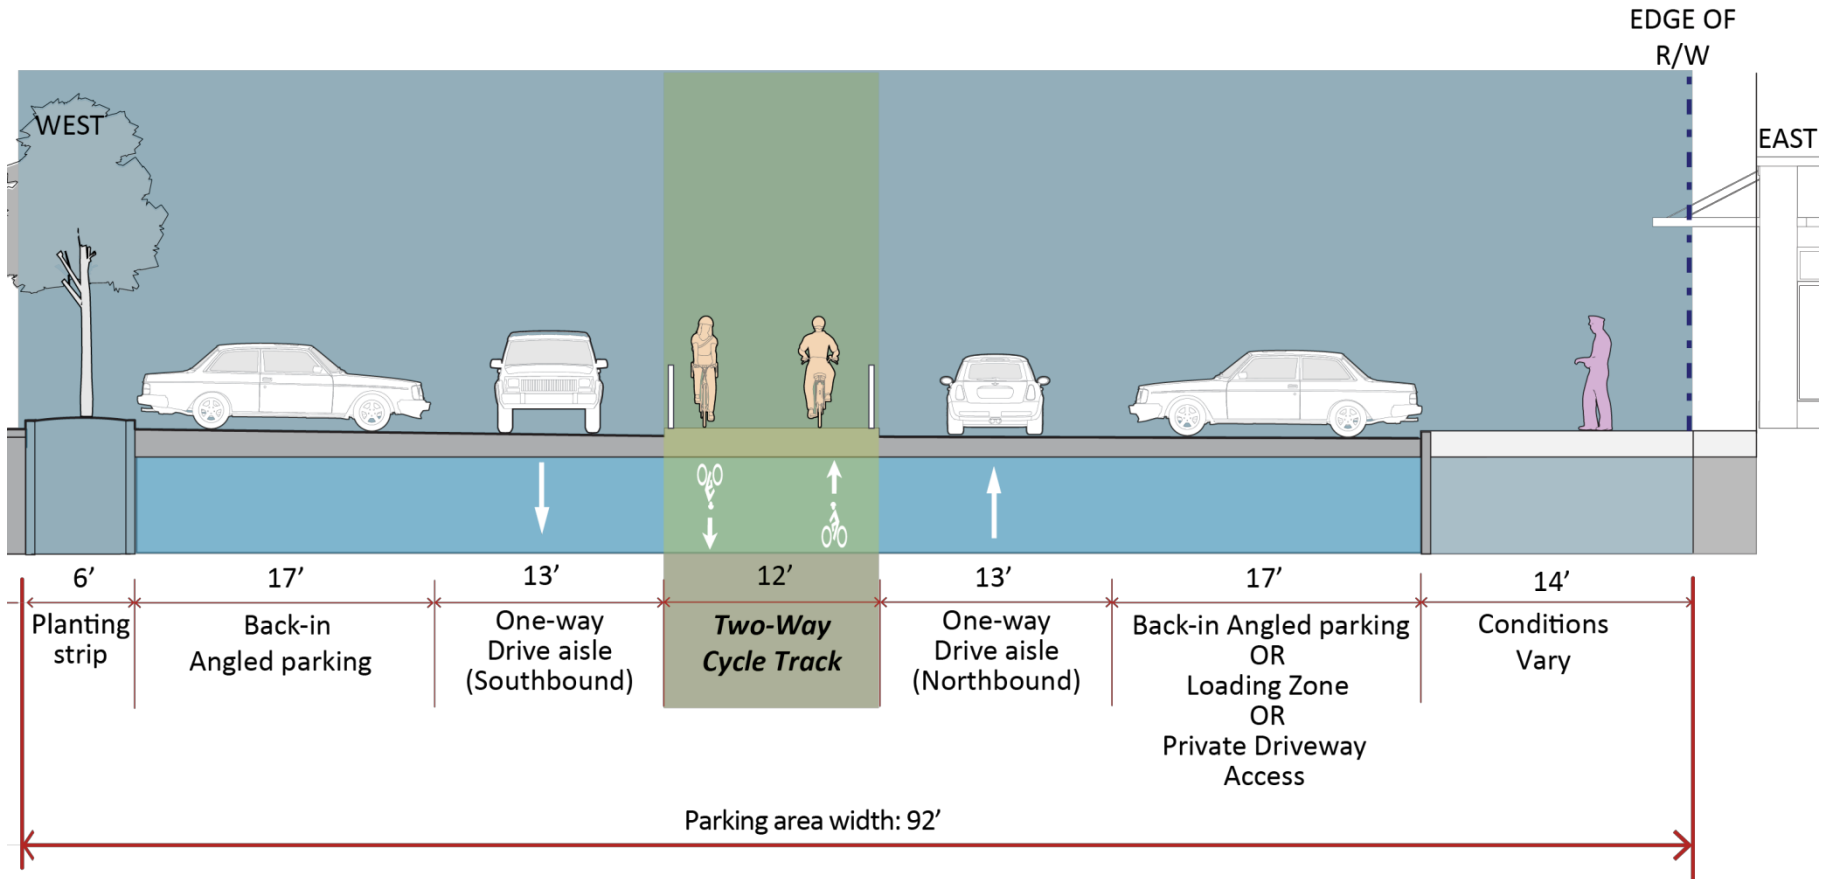 EDGE OF
R/W
WEST
EAST
6’
17’
13’
12’
13’
17’
14’
Planting
strip
Back-in
Angled parking
One-way
Drive aisle
(Southbound)
Two-Way
Cycle Track
One-way
Drive aisle
(Northbound)
Back-in Angled parking
OR
Loading Zone
OR
Private Driveway
Access
Conditions
Vary
Parking area width: 92’